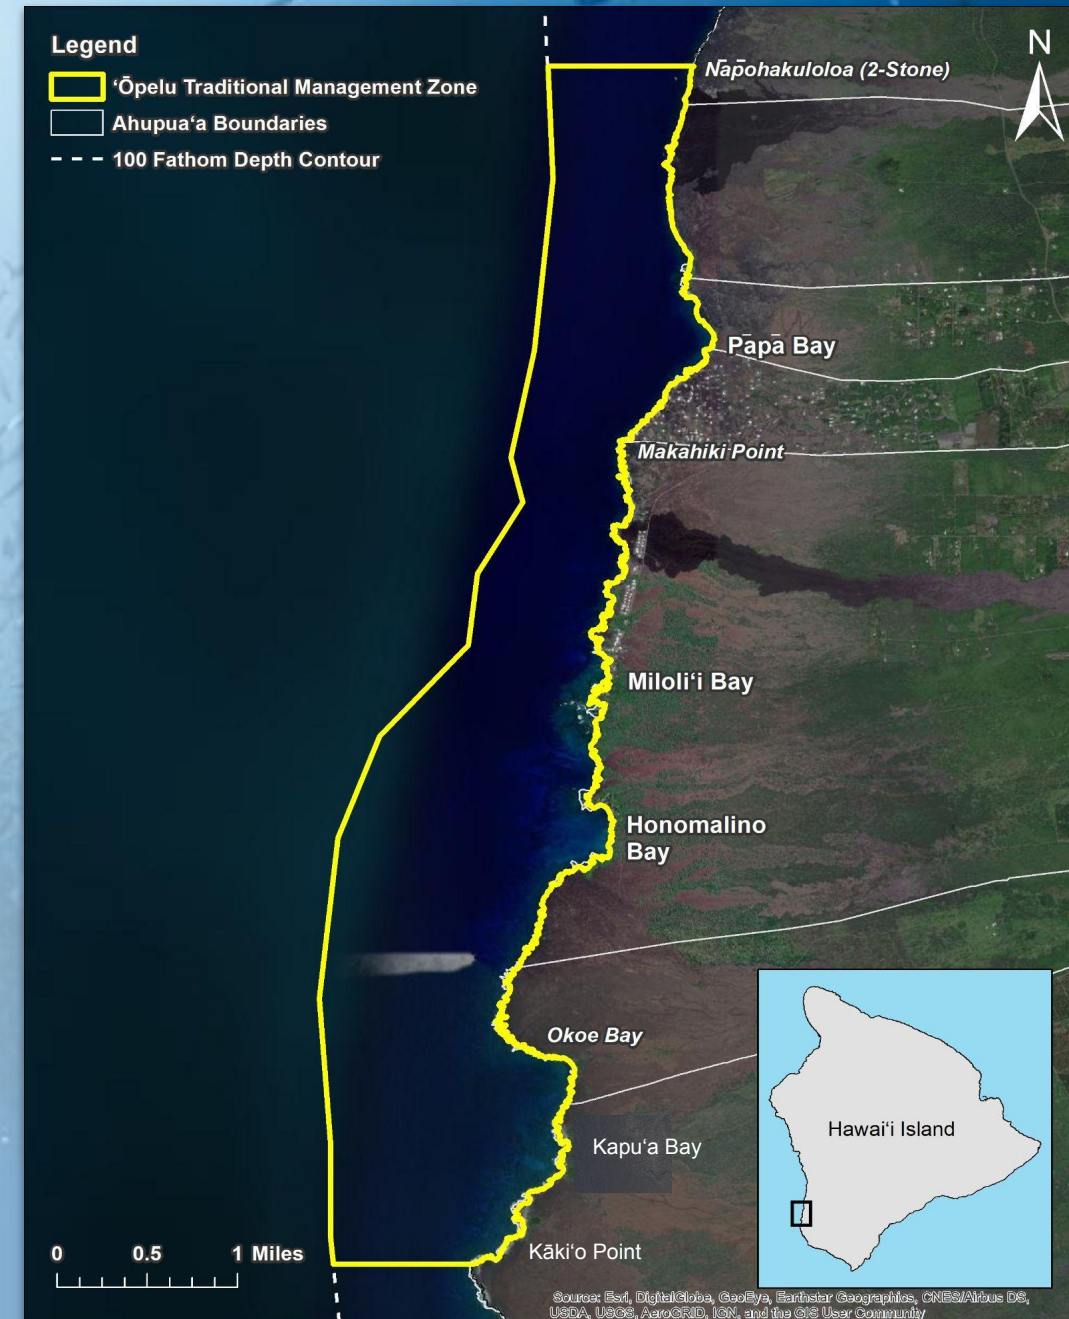 Legend
ʻŌpelu Traditional Management Zone
Ahupuaʻa Boundaries
100 Fathom Depth Contour
N
Nāpōhakuloloa (2-Stone)
Pāpā Bay
Makahiki Point
Miloliʻi Bay
Honomalino
Bay
Okoe Bay
Kapuʻa Bay
Kākiʻo Point
Hawaiʻi Island
0 0.5 1 Miles
Source: Esri, DigitalGlobe, GeoEye, Earthstar Geographics, CNES/Airbus DS,
USDA, USGS, AeroGRID, IGN, and the GIS User Community